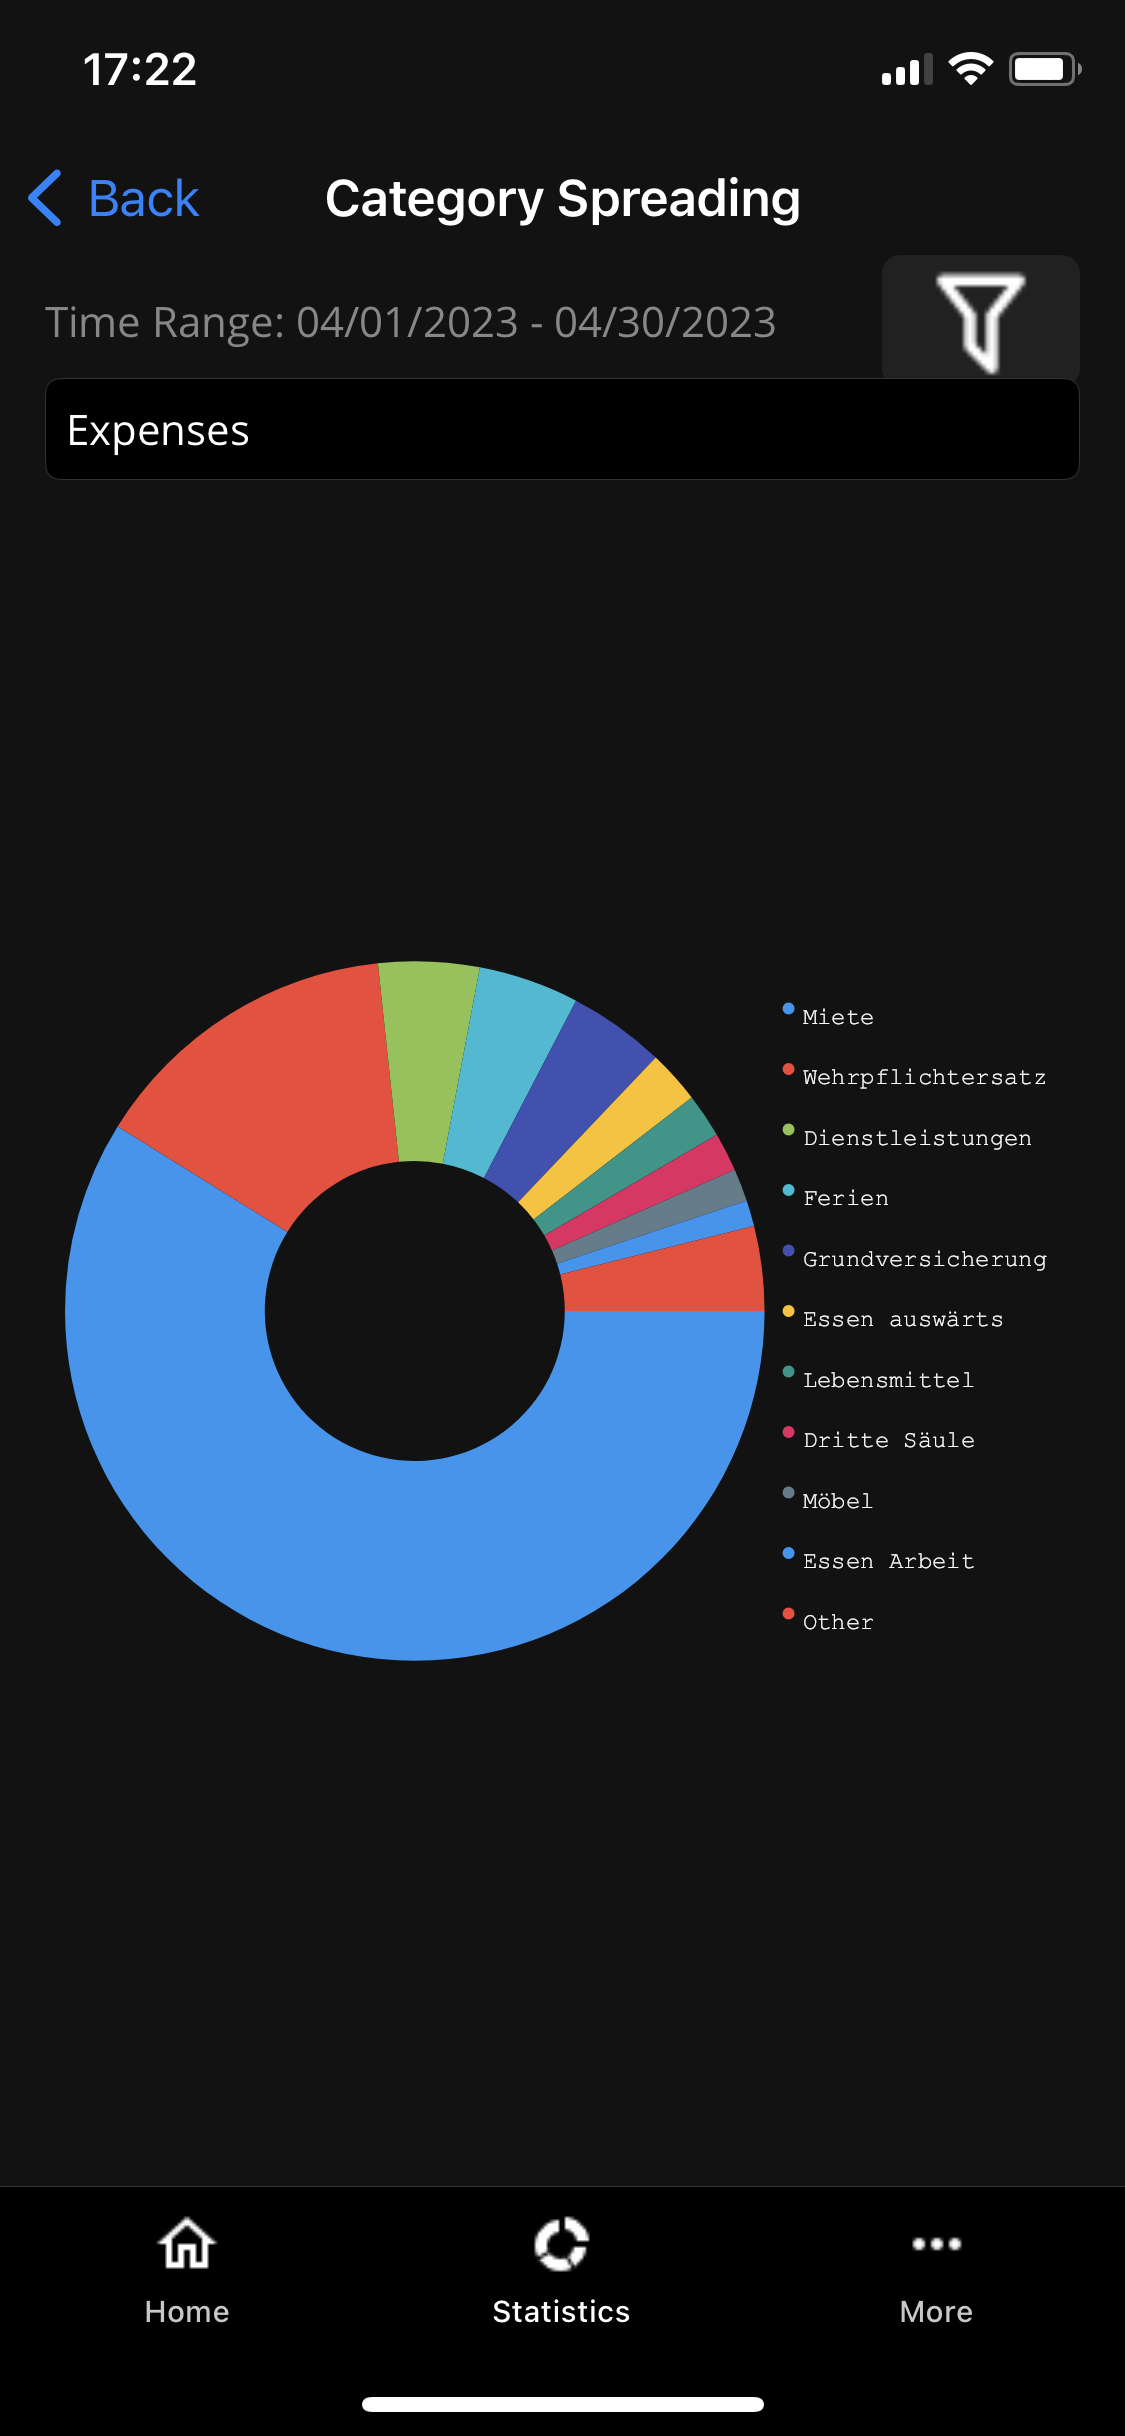 17:22
Back
Category Spreading
Time Range: 04/01/2023 - 04/30/2023
Expenses
Miete
Wehrpflichtersatz
Dienstleistungen
Ferien
Grundversicherung
Essen auswärts
Lebensmittel
Dritte Säule
Möbel
Essen Arbeit
Other
Home
Statistics
More